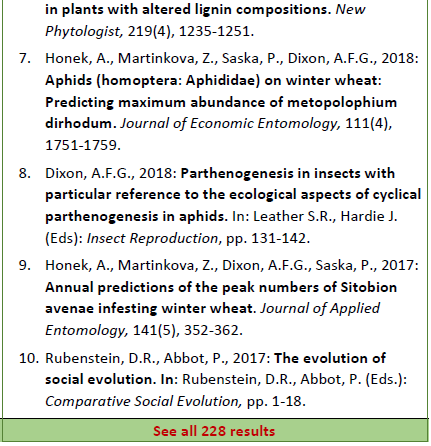 in plants with altered lignin compositions. New
Phytologist, 219(4), 1235-1251.
7. Honek, A., Martinkova, Z., Saska, P., Dixon, A.F.G., 2018:
Aphids (homoptera: Aphididae) on winter wheat:
Predicting maximum abundance of metopolophium
dirhodum. Journal of Economic Entomology, 111(4),
1751-1759.
8. Dixon, A.F.G., 2018: Parthenogenesis in insects with
particular reference to the ecological aspects of cyclical
parthenogenesis in aphids. In: Leather S.R., Hardie J.
(Eds): Insect Reproduction, pp. 131-142.
9. Honek, A., Martinkova, Z., Dixon, A.F.G., Saska, P., 2017:
Annual predictions of the peak numbers of Sitobion
avenae infesting winter wheat. Journal of Applied
Entomology, 141(5), 352-362.
10. Rubenstein, D.R., Abbot, P., 2017: The evolution of
social evolution. In: Rubenstein, D.R., Abbot, P. (Eds.):
Comparative Social Evolution, pp. 1-18.
See all 228 results